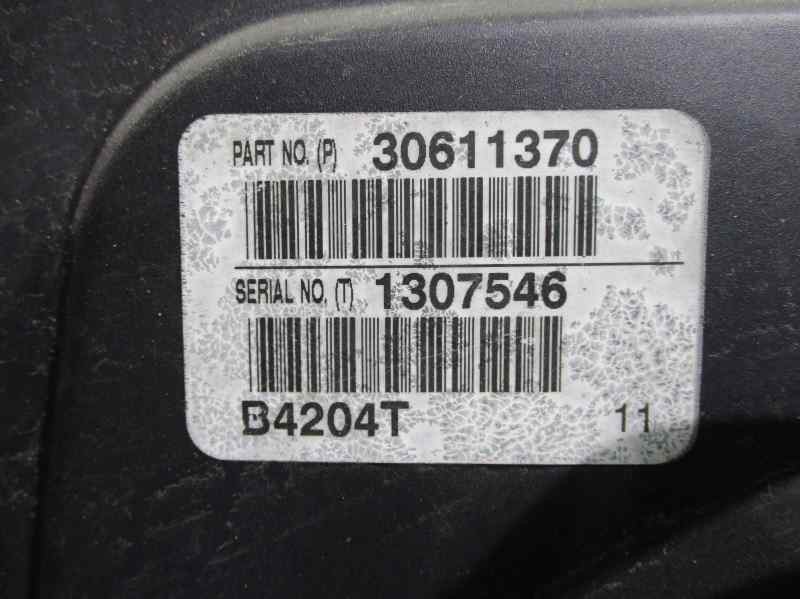 PART NO. (P) 30611370
SERIAL NO. (T) 1307546
B4204T 11